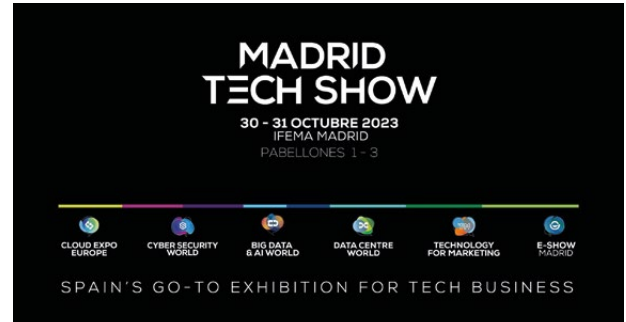 MADRID
TECH SHOW
30 - 31 OCTUBRE 2023
IFEMA MADRID
PABELLONES 1 - 3
CLOUD EXPO
EUROPE
CYBER SECURITY
WORLD
BIG DATA
& AI WORLD
DATA CENTRE
WORLD
TECHNOLOGY
FOR MARKETING
E-SHOW
MADRID
SPAIN'S GO-TO EXHIBITION FOR TECH BUSINESS